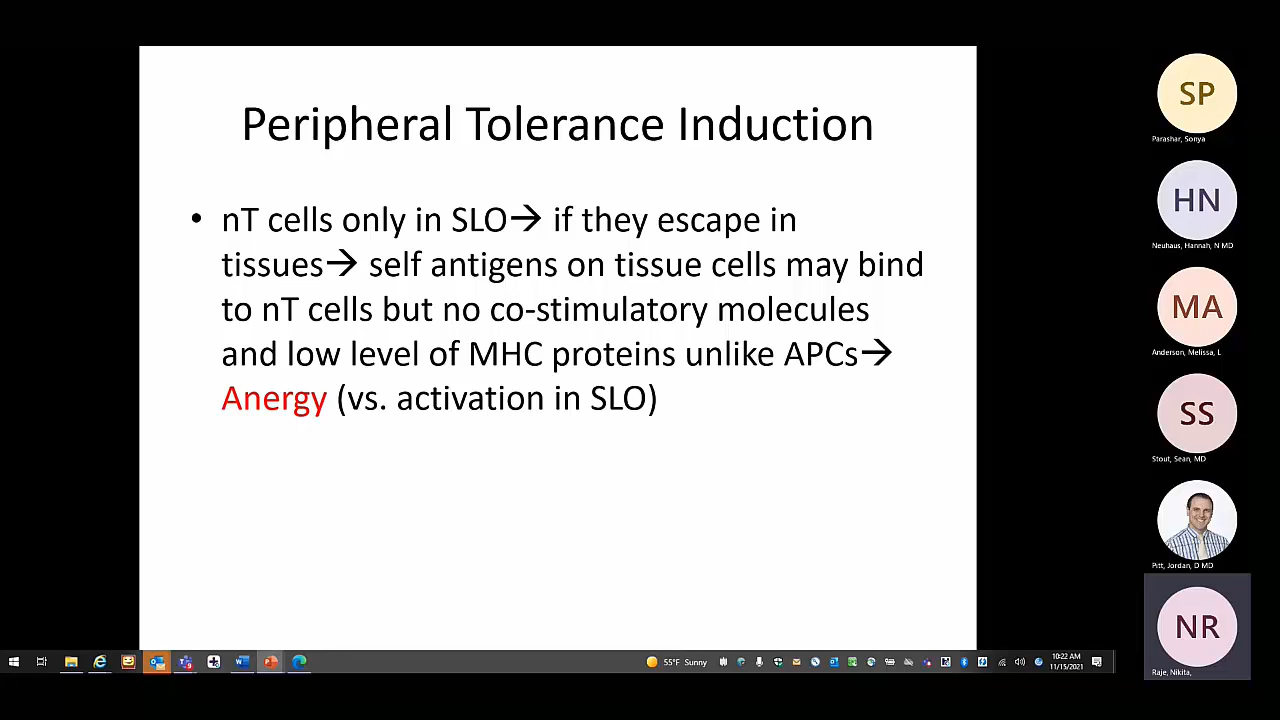 Peripheral Tolerance Induction
• nT cells only in SLO→ if they escape in
tissues→ self antigens on tissue cells may bind
to nT cells but no co-stimulatory molecules
and low level of MHC proteins unlike APCs→
Anergy (vs. activation in SLO)
SP
Parashar, Sonya
HN
Neuhaus, Hannah, N MD
MA
Anderson, Melissa, L
SS
Stout, Sean, MD
Pitt, Jordan, D MD
NR
Raje, Nikita,
55°F Sunny
10:22 AM
11/15/2021